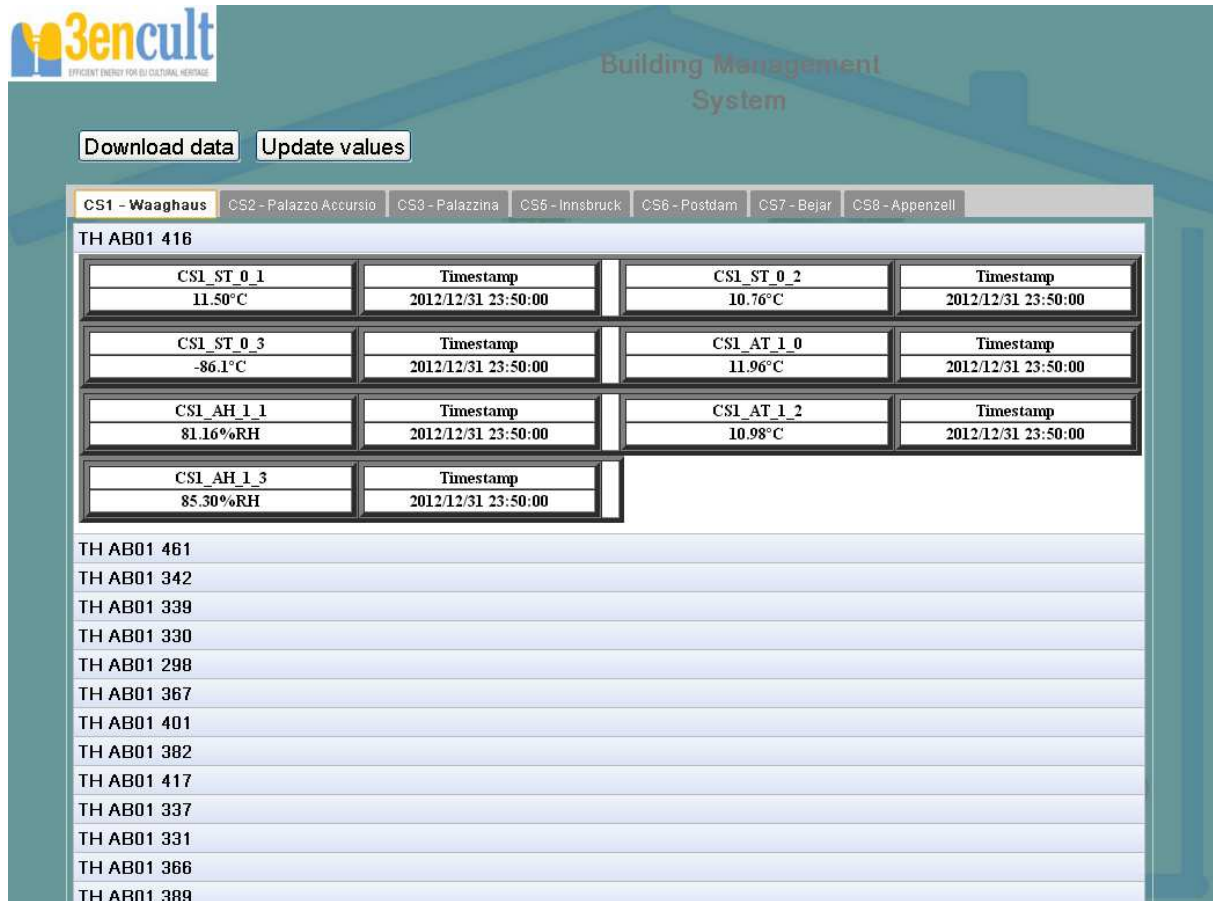 3encult
EFFICIENT ENERGY FOR EU CULTURAL HERITAGE
Building Management
System
Download data Update values
CS1 - Waaghaus CS2 - Palazzo Accursio CS3 - Palazzina CS5 - Innsbruck CS6 - Postdam CS7 - Bejar CS8 - Appenzell
TH AB01 416
CS1_ST_0_1 Timestamp CS1_ST_0_2 Timestamp
11.50°C 2012/12/31 23:50:00 10.76°C 2012/12/31 23:50:00
CS1_ST_0_3 Timestamp CS1_AT_1_0 Timestamp
-86.1°C 2012/12/31 23:50:00 11.96°C 2012/12/31 23:50:00
CS1_AH_1_1 Timestamp CS1_AT_1_2 Timestamp
81.16%RH 2012/12/31 23:50:00 10.98°C 2012/12/31 23:50:00
CS1_AH_1_3 Timestamp
85.30%RH 2012/12/31 23:50:00
TH AB01 461
TH AB01 342
TH AB01 339
TH AB01 330
TH AB01 298
TH AB01 367
TH AB01 401
TH AB01 382
TH AB01 417
TH AB01 337
TH AB01 331
TH AB01 366
TH AB01 389